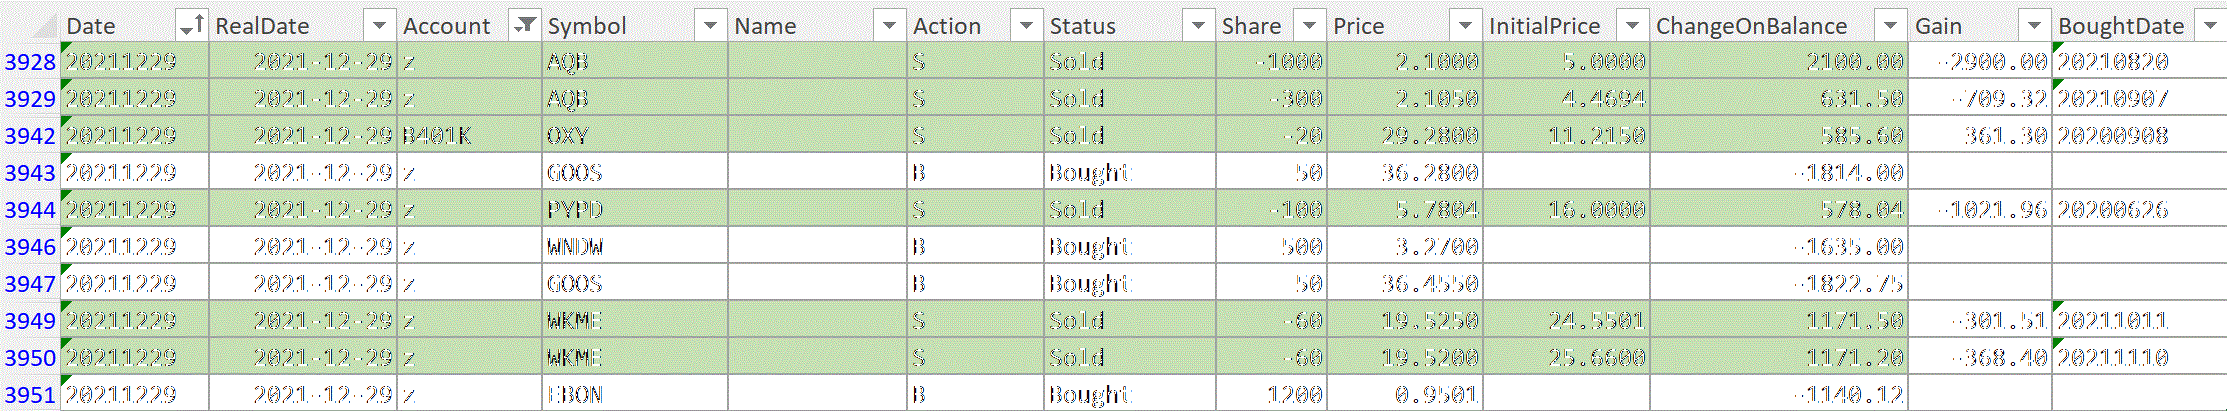 Date RealDate Account Symbol Name Action Status Share Price InitialPrice ChangeOnBalance Gain BoughtDate
3928 20211229 2021-12-29 z AQB S Sold -1000 2.1000 5.0000 2100.00 -2900.00 20210820
3929 20211229 2021-12-29 z AQB S Sold -300 2.1050 4.4694 631.50 -709.32 20210907
3942 20211229 2021-12-29 B401K OXY S Sold -20 29.2800 11.2150 585.60 361.30 20200908
3943 20211229 2021-12-29 z GOOS B Bought 50 36.2800 -1814.00
3944 20211229 2021-12-29 z PYPD S Sold -100 5.7804 16.0000 578.04 -1021.96 20200626
3946 20211229 2021-12-29 z WNDW B Bought 500 3.2700 -1635.00
3947 20211229 2021-12-29 z GOOS B Bought 50 36.4550 -1822.75
3949 20211229 2021-12-29 z WKME S Sold -60 19.5250 24.5501 1171.50 -301.51 20211011
3950 20211229 2021-12-29 z WKME S Sold -60 19.5200 25.6600 1171.20 -368.40 20211110
3951 20211229 2021-12-29 z EBON B Bought 1200 0.9501 -1140.12